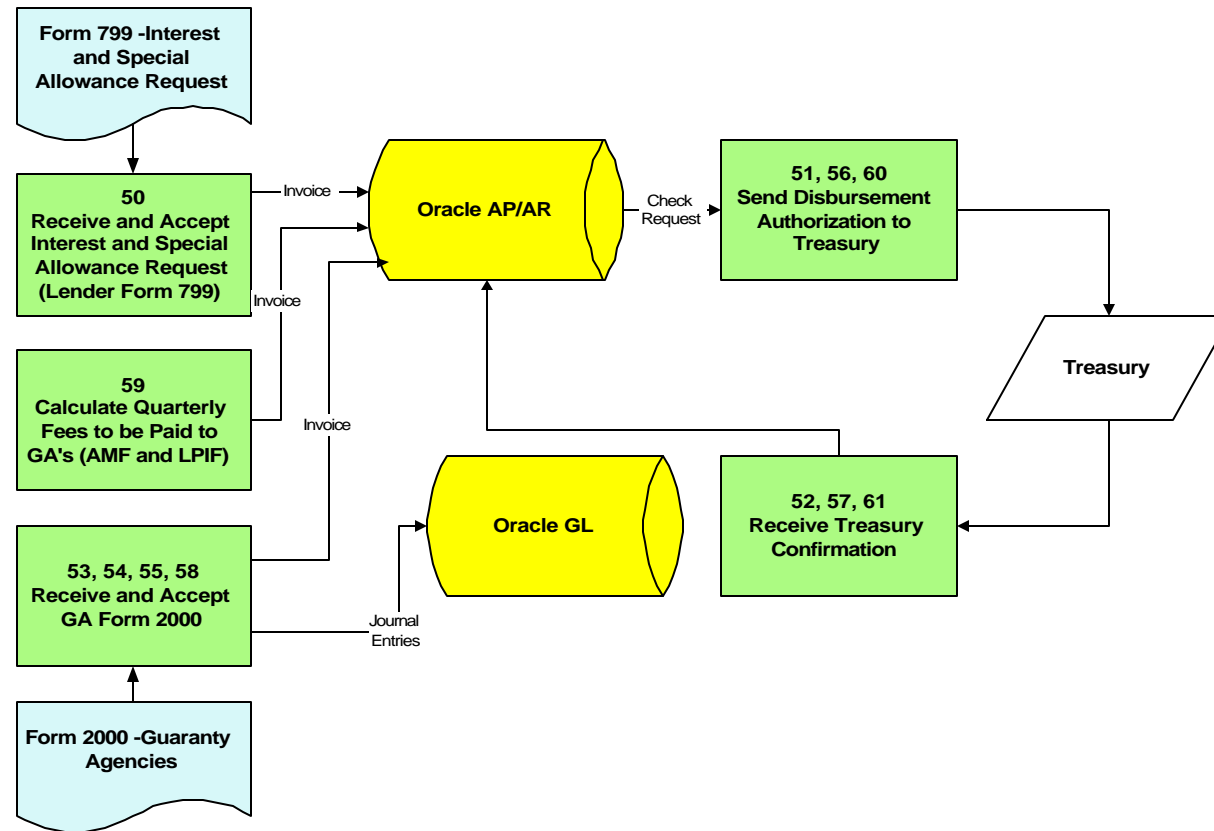 Form 799 -Interest
and Special
Allowance Request
50
Receive and Accept
Interest and Special
Allowance Request
(Lender Form 799)
Invoice
Oracle AP/AR
Check
Request
51, 56, 60
Send Disbursement
Authorization to
Treasury
Invoice
Treasury
59
Calculate Quarterly
Fees to be Paid to
GA's (AMF and LPIF)
Invoice
Oracle GL
52, 57, 61
Receive Treasury
Confirmation
53, 54, 55, 58
Receive and Accept
GA Form 2000
Journal
Entries
Form 2000 -Guaranty
Agencies